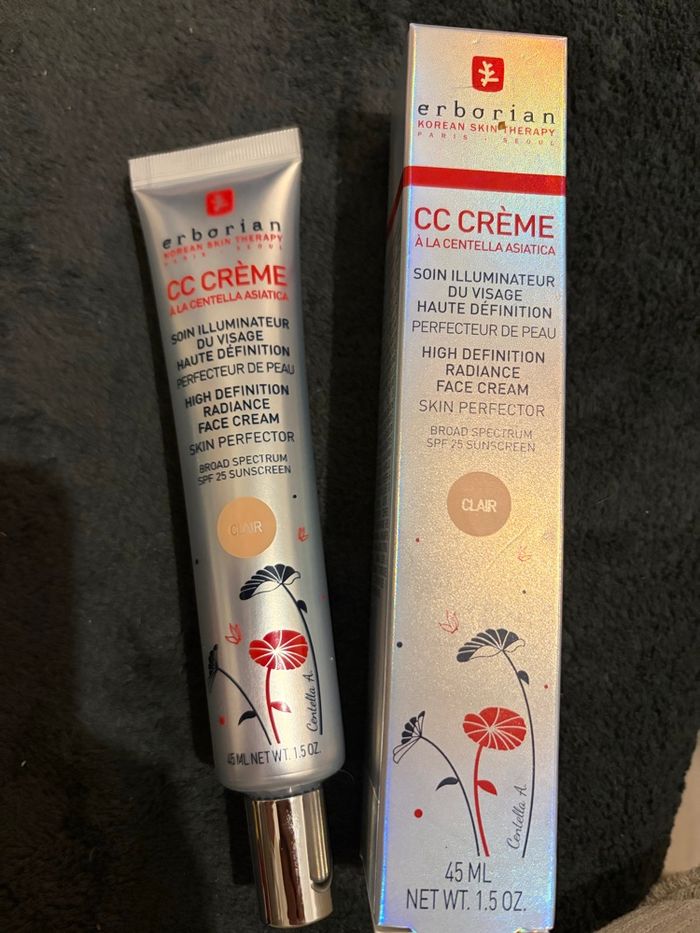 erborian
KOREAN SKIN THERAPY
PARIS - SEOUL
CC CRÈME
À LA CENTELLA ASIATICA
SOIN ILLUMINATEUR
DU VISAGE
HAUTE DÉFINITION
PERFECTEUR DE PEAU
HIGH DEFINITION
RADIANCE
FACE CREAM
SKIN PERFECTOR
BROAD SPECTRUM
SPF 25 SUNSCREEN
CLAIR
Centella A.
45 ML NET WT. 1.5 OZ.
erborian
KOREAN SKIN THERAPY
PARIS - SEOUL
CC CRÈME
À LA CENTELLA ASIATICA
SOIN ILLUMINATEUR
DU VISAGE
HAUTE DÉFINITION
PERFECTEUR DE PEAU
HIGH DEFINITION
RADIANCE
FACE CREAM
SKIN PERFECTOR
BROAD SPECTRUM
SPF 25 SUNSCREEN
CLAIR
Centella A.
45 ML
NET WT. 1.5 OZ.